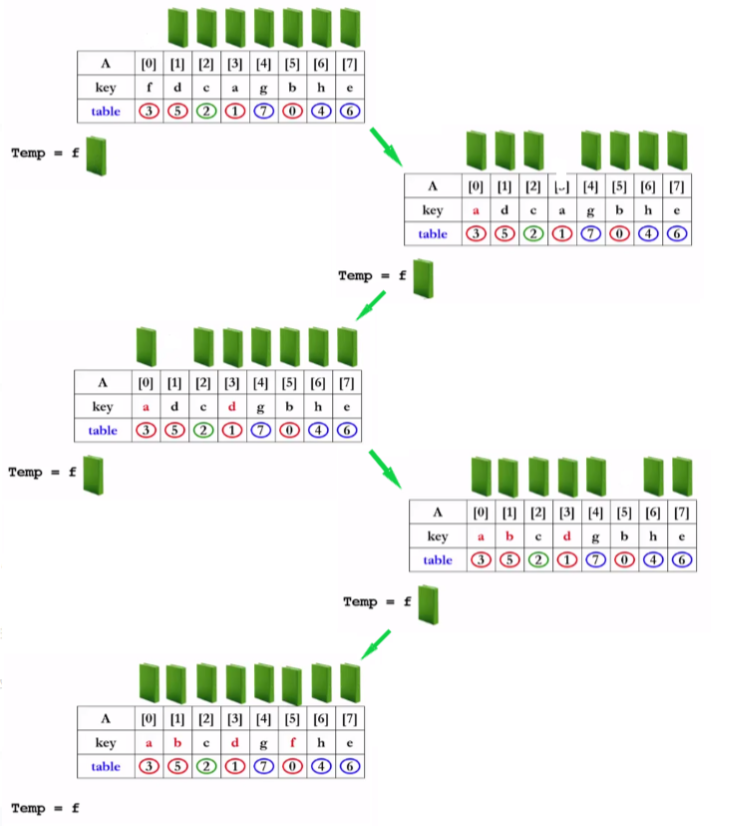 A [0] [1] [2] [3] [4] [5] [6] [7]
key f d c a g b h e
table 3 5 2 1 7 0 4 6
Temp = f
A [0] [1] [2] [4] [5] [6] [7]
key a d c a g b h e
table 3 5 2 1 7 0 4 6
Temp = f
A [0] [1] [2] [3] [4] [5] [6] [7]
key a d c d g b h e
table 3 5 2 1 7 0 4 6
Temp = f
A [0] [1] [2] [3] [4] [5] [6] [7]
key a b c d g b h e
table 3 5 2 1 7 0 4 6
Temp = f
A [0] [1] [2] [3] [4] [5] [6] [7]
key a b c d g f h e
table 3 5 2 1 7 0 4 6
Temp = f